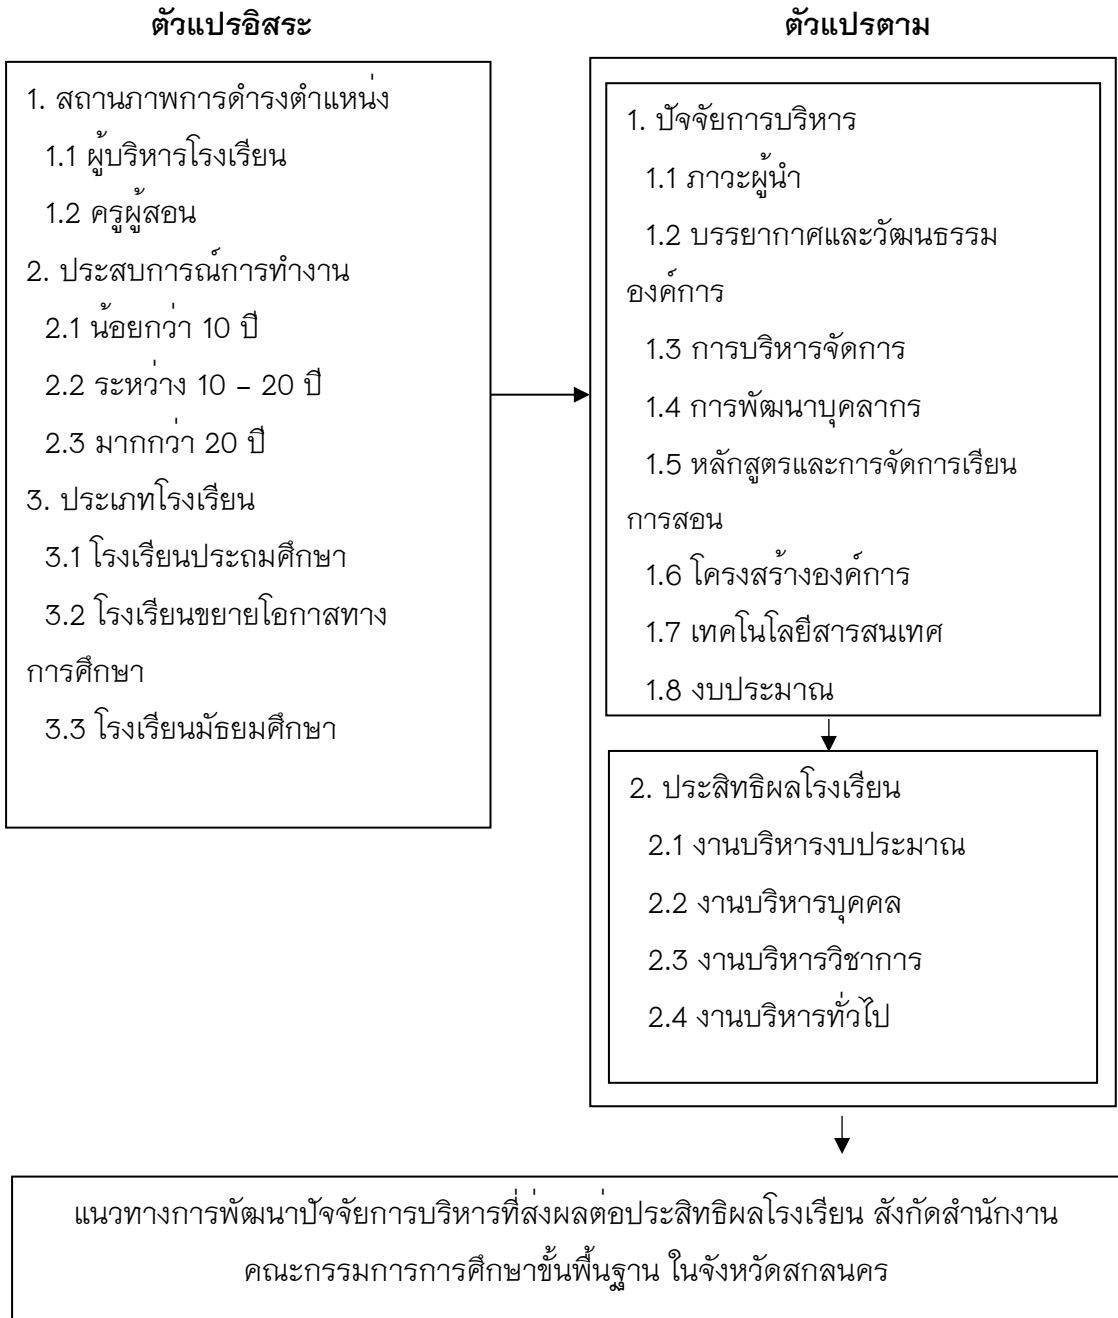 ตัวแปรอิสระ
1. สถานภาพการดำรงตำแหน่ง
1.1 ผู้บริหารโรงเรียน
1.2 ครูผู้สอน
2. ประสบการณ์การทำงาน
2.1 น้อยกว่า 10 ปี
2.2 ระหว่าง 10 – 20 ปี
2.3 มากกว่า 20 ปี
3. ประเภทโรงเรียน
3.1 โรงเรียนประถมศึกษา
3.2 โรงเรียนขยายโอกาสทาง
การศึกษา
3.3 โรงเรียนมัธยมศึกษา
ตัวแปรตาม
1. ปัจจัยการบริหาร
1.1 ภาวะผู้นำ
1.2 บรรยากาศและวัฒนธรรม
องค์การ
1.3 การบริหารจัดการ
1.4 การพัฒนาบุคลากร
1.5 หลักสูตรและการจัดการเรียน
การสอน
1.6 โครงสร้างองค์การ
1.7 เทคโนโลยีสารสนเทศ
1.8 งบประมาณ
2. ประสิทธิผลโรงเรียน
2.1 งานบริหารงบประมาณ
2.2 งานบริหารบุคคล
2.3 งานบริหารวิชาการ
2.4 งานบริหารทั่วไป
แนวทางการพัฒนาปัจจัยการบริหารที่ส่งผลต่อประสิทธิผลโรงเรียน สังกัดสำนักงาน
คณะกรรมการการศึกษาขั้นพื้นฐาน ในจังหวัดสกลนคร